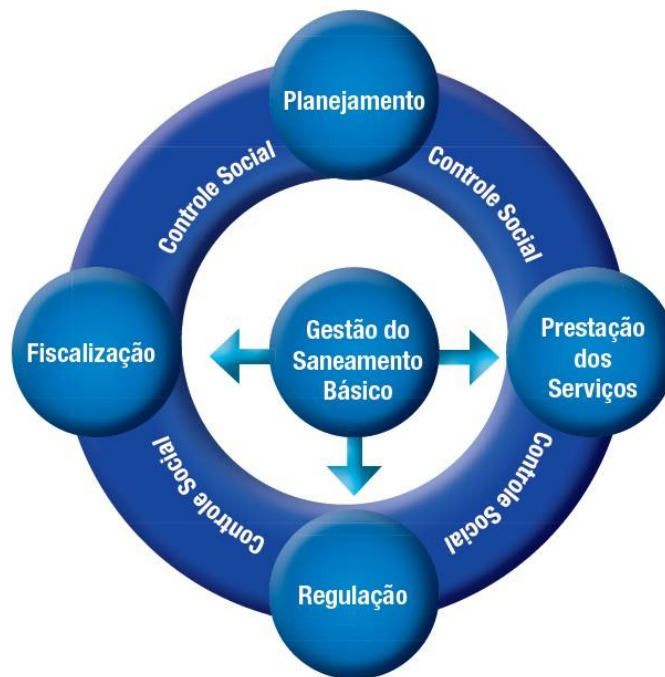 Planejamento
Controle Social
Controle Social
Fiscalização
Gestão do
Saneamento
Básico
Prestação
dos
Serviços
Controle Social
Controle Social
Regulação